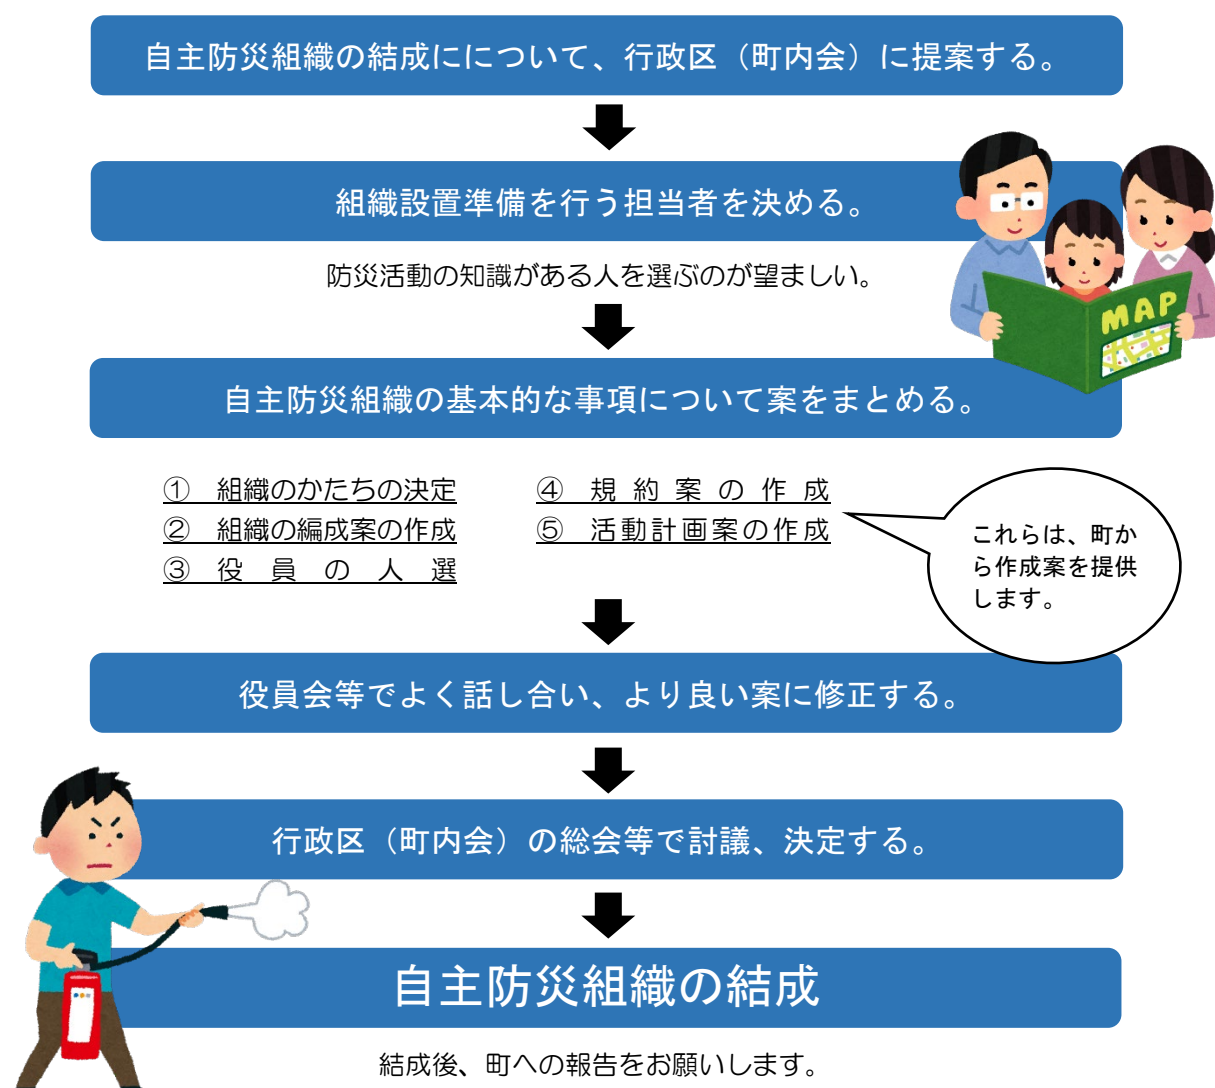 自主防災組織の結成にについて、行政区（町内会）に提案する。
組織設置準備を行う担当者を決める。
防災活動の知識がある人を選ぶのが望ましい。
MAP
自主防災組織の基本的な事項について案をまとめる。
①　組織のかたちの決定
②　組織の編成案の作成
③　役員の人選
④　規約案の作成
⑤　活動計画案の作成
これらは、町か
ら作成案を提供
します。
役員会等でよく話し合い、より良い案に修正する。
行政区（町内会）の総会等で討議、決定する。
自主防災組織の結成
結成後、町への報告をお願いします。